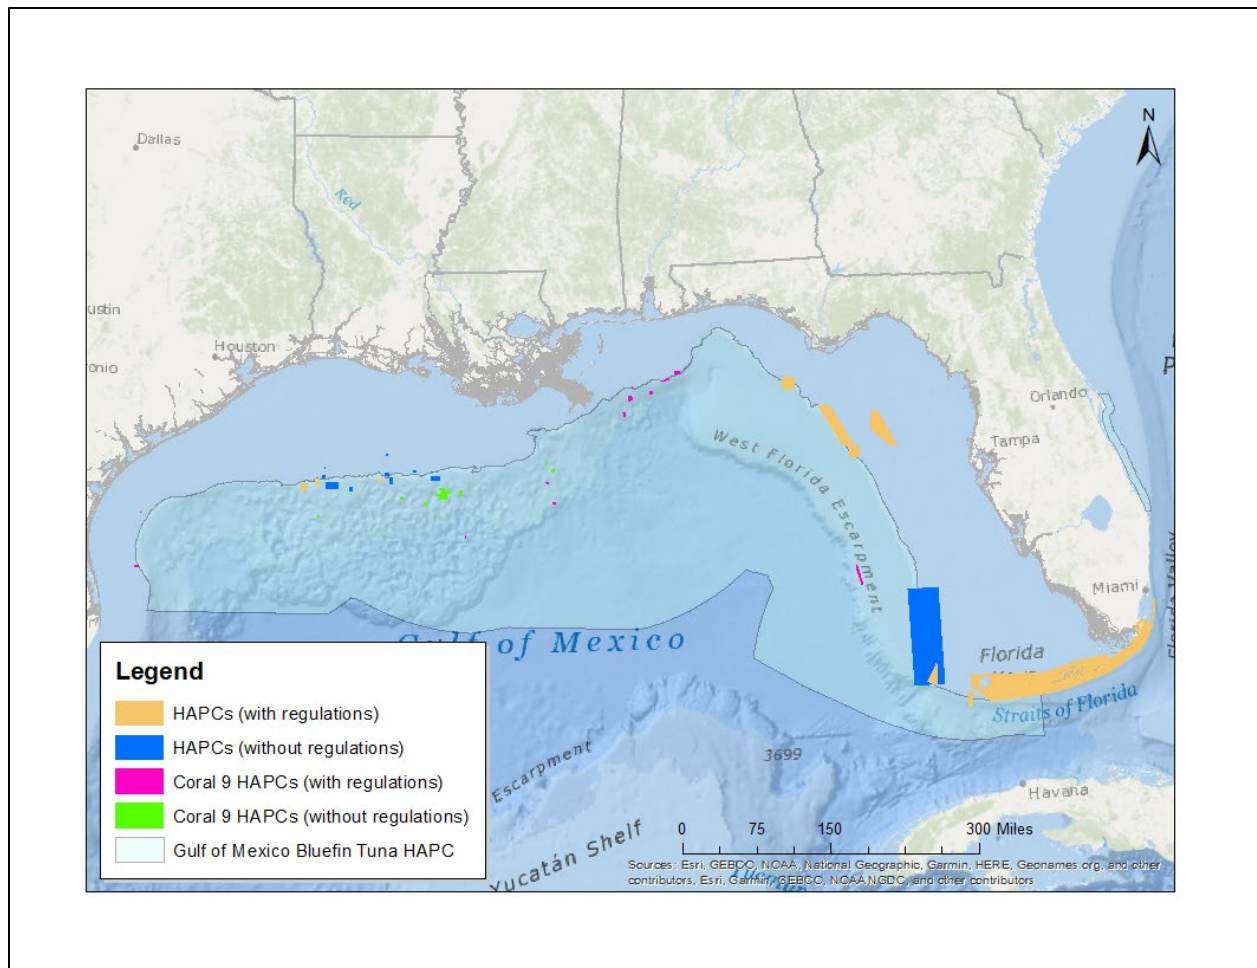 N
Dallas
Red
ustin
Houston
onio
Orlando
Tampa
West Florida Escarpment
Miami
Florida Valley
Gulf of Mexico
Florida
Straits of Florida
Escarpment
3699
Havana
Yucatán Shelf
Legend
HAPCs (with regulations)
HAPCs (without regulations)
Coral 9 HAPCs (with regulations)
Coral 9 HAPCs (without regulations)
Gulf of Mexico Bluefin Tuna HAPC
0 75 150 300 Miles
Sources: Esri, GEBCO, NOAA, National Geographic, Garmin, HERE, Geonames.org, and other
contributors, Esri, Garmin, GEBCO, NOAA NGDC, and other contributors